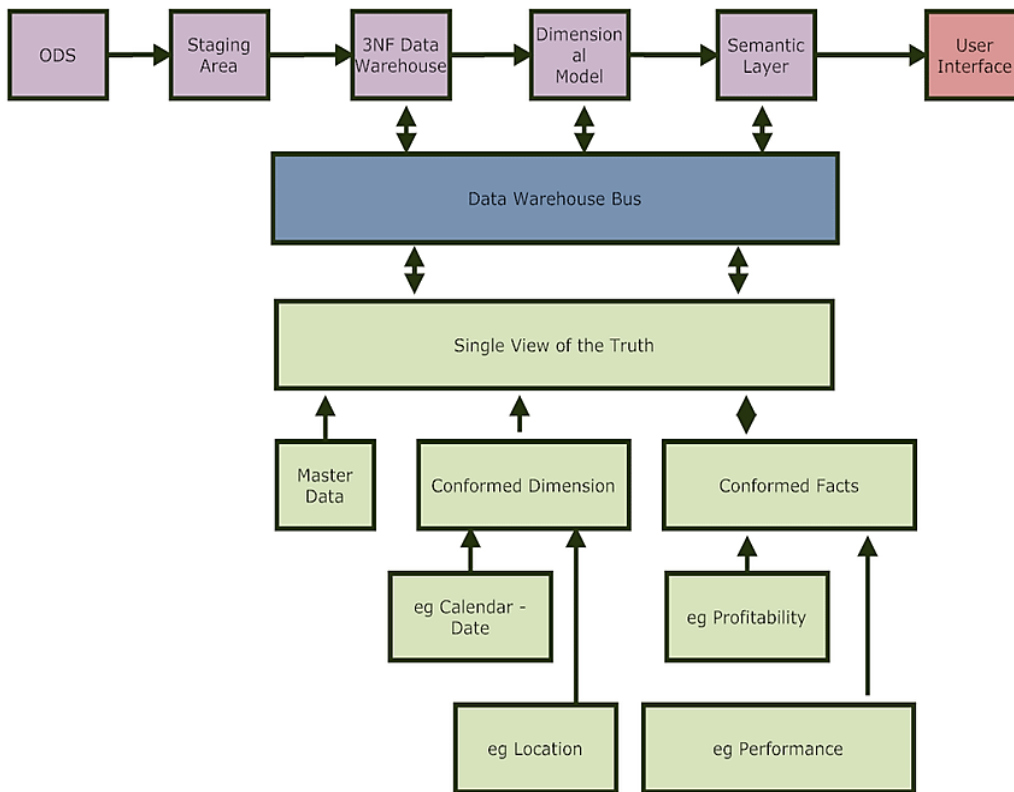 ODS
Staging
Area
3NF Data
Warehouse
Dimension
al
Model
Semantic
Layer
User
Interface
Data Warehouse Bus
Single View of the Truth
Master
Data
Conformed Dimension
Conformed Facts
eg Calendar -
Date
eg Profitability
eg Location
eg Performance